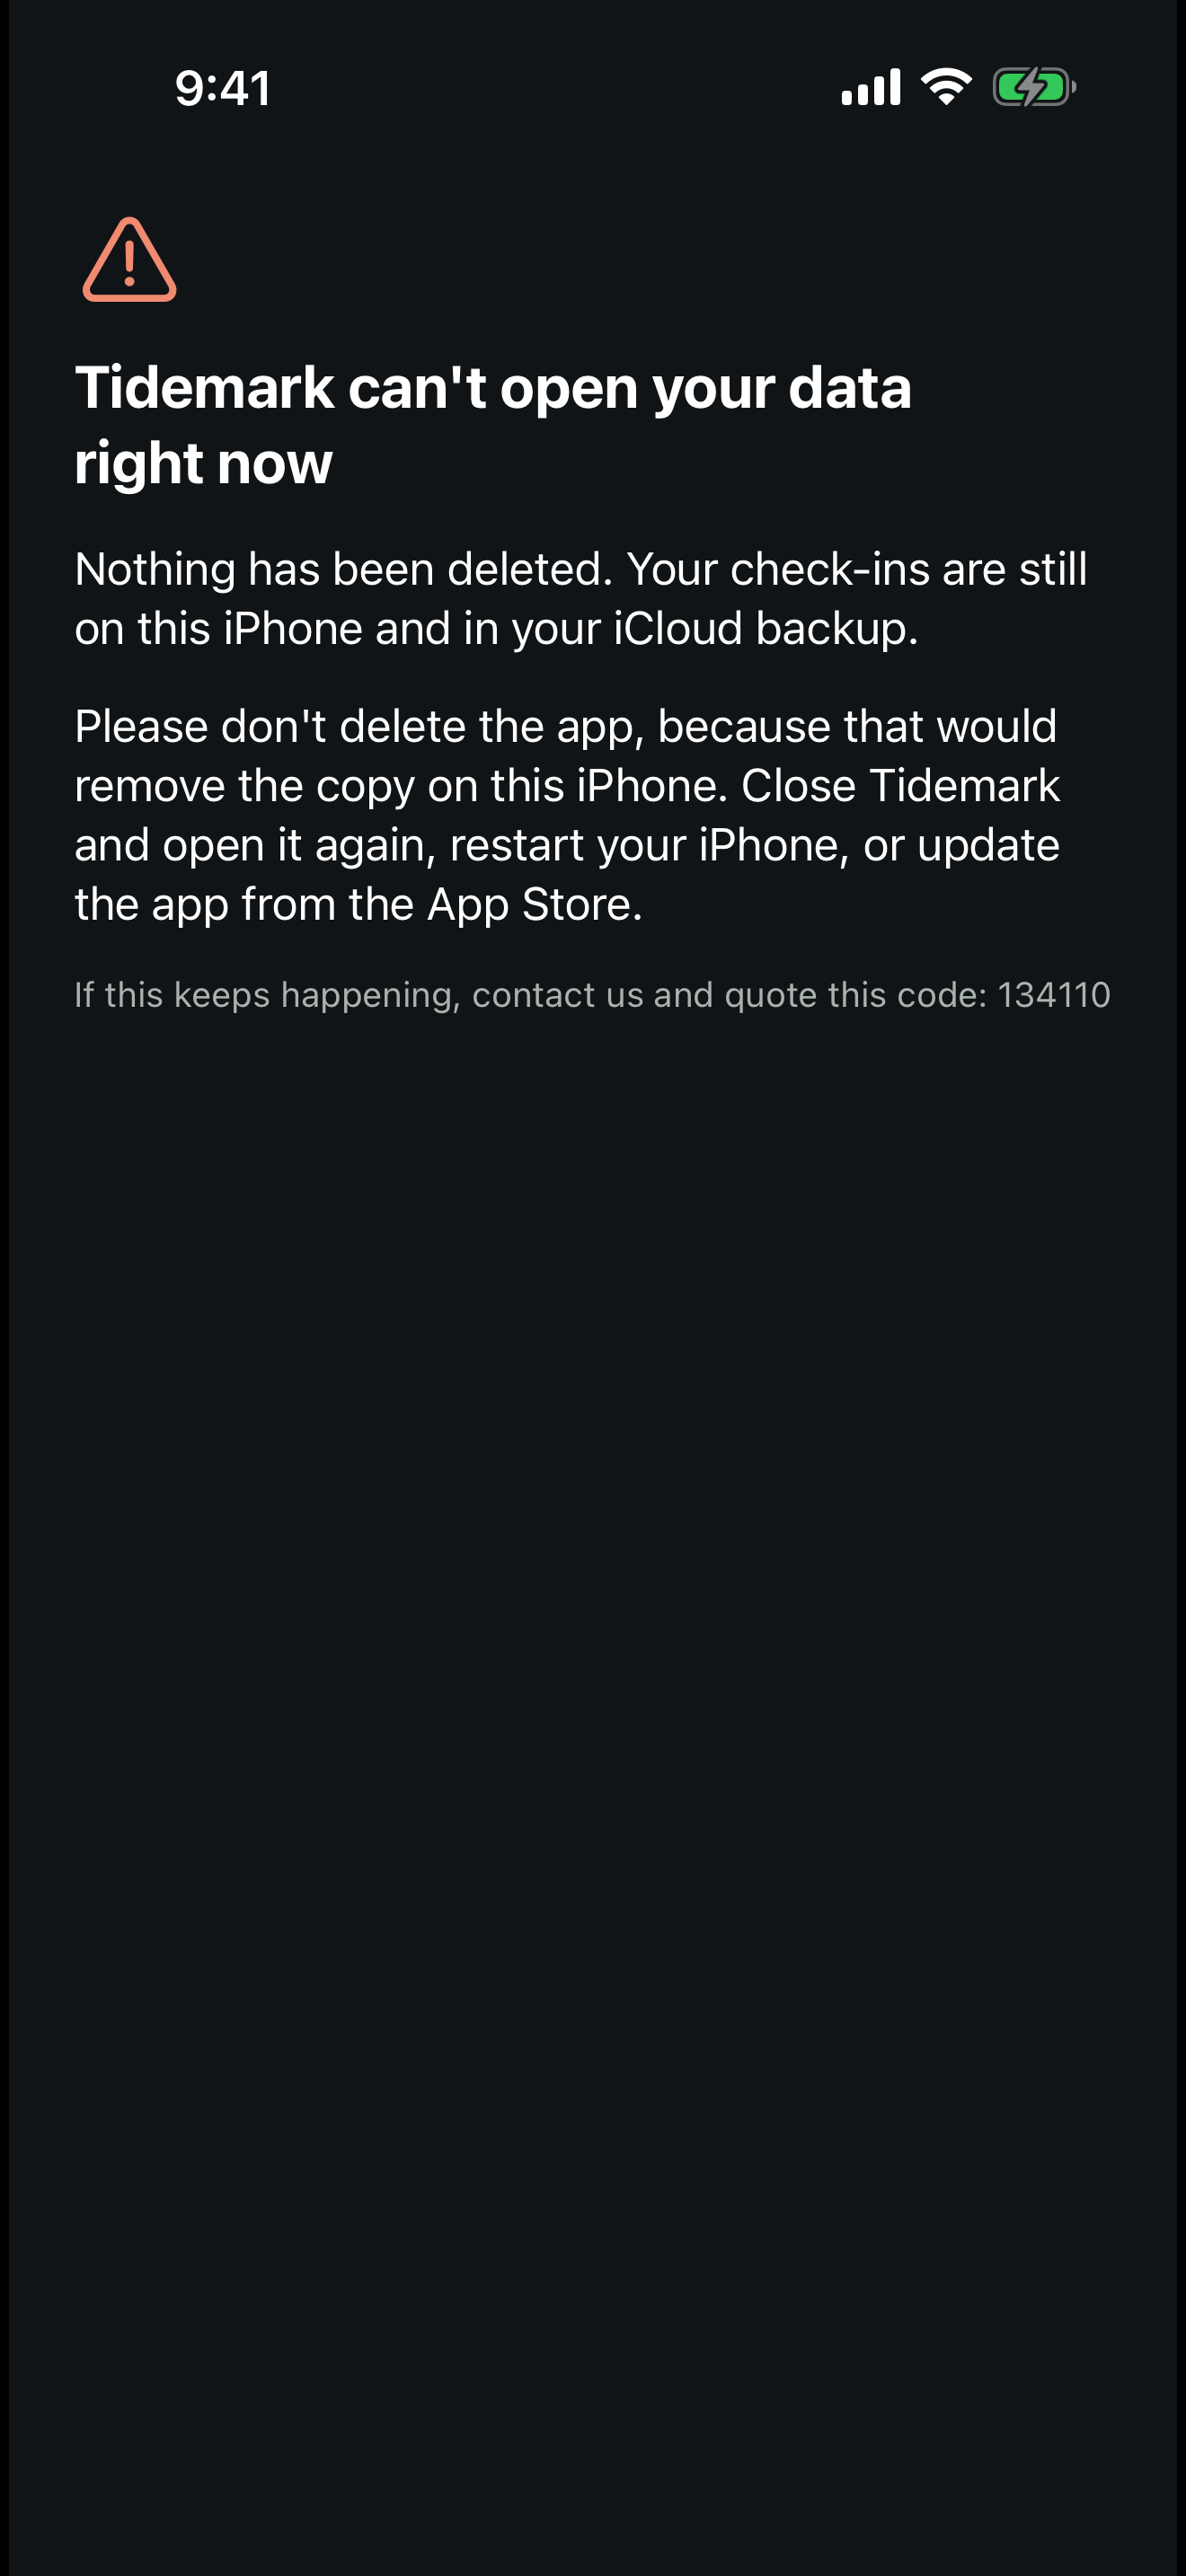 9:41
Tidemark can't open your data
right now
Nothing has been deleted. Your check-ins are still
on this iPhone and in your iCloud backup.
Please don't delete the app, because that would
remove the copy on this iPhone. Close Tidemark
and open it again, restart your iPhone, or update
the app from the App Store.
If this keeps happening, contact us and quote this code: 134110